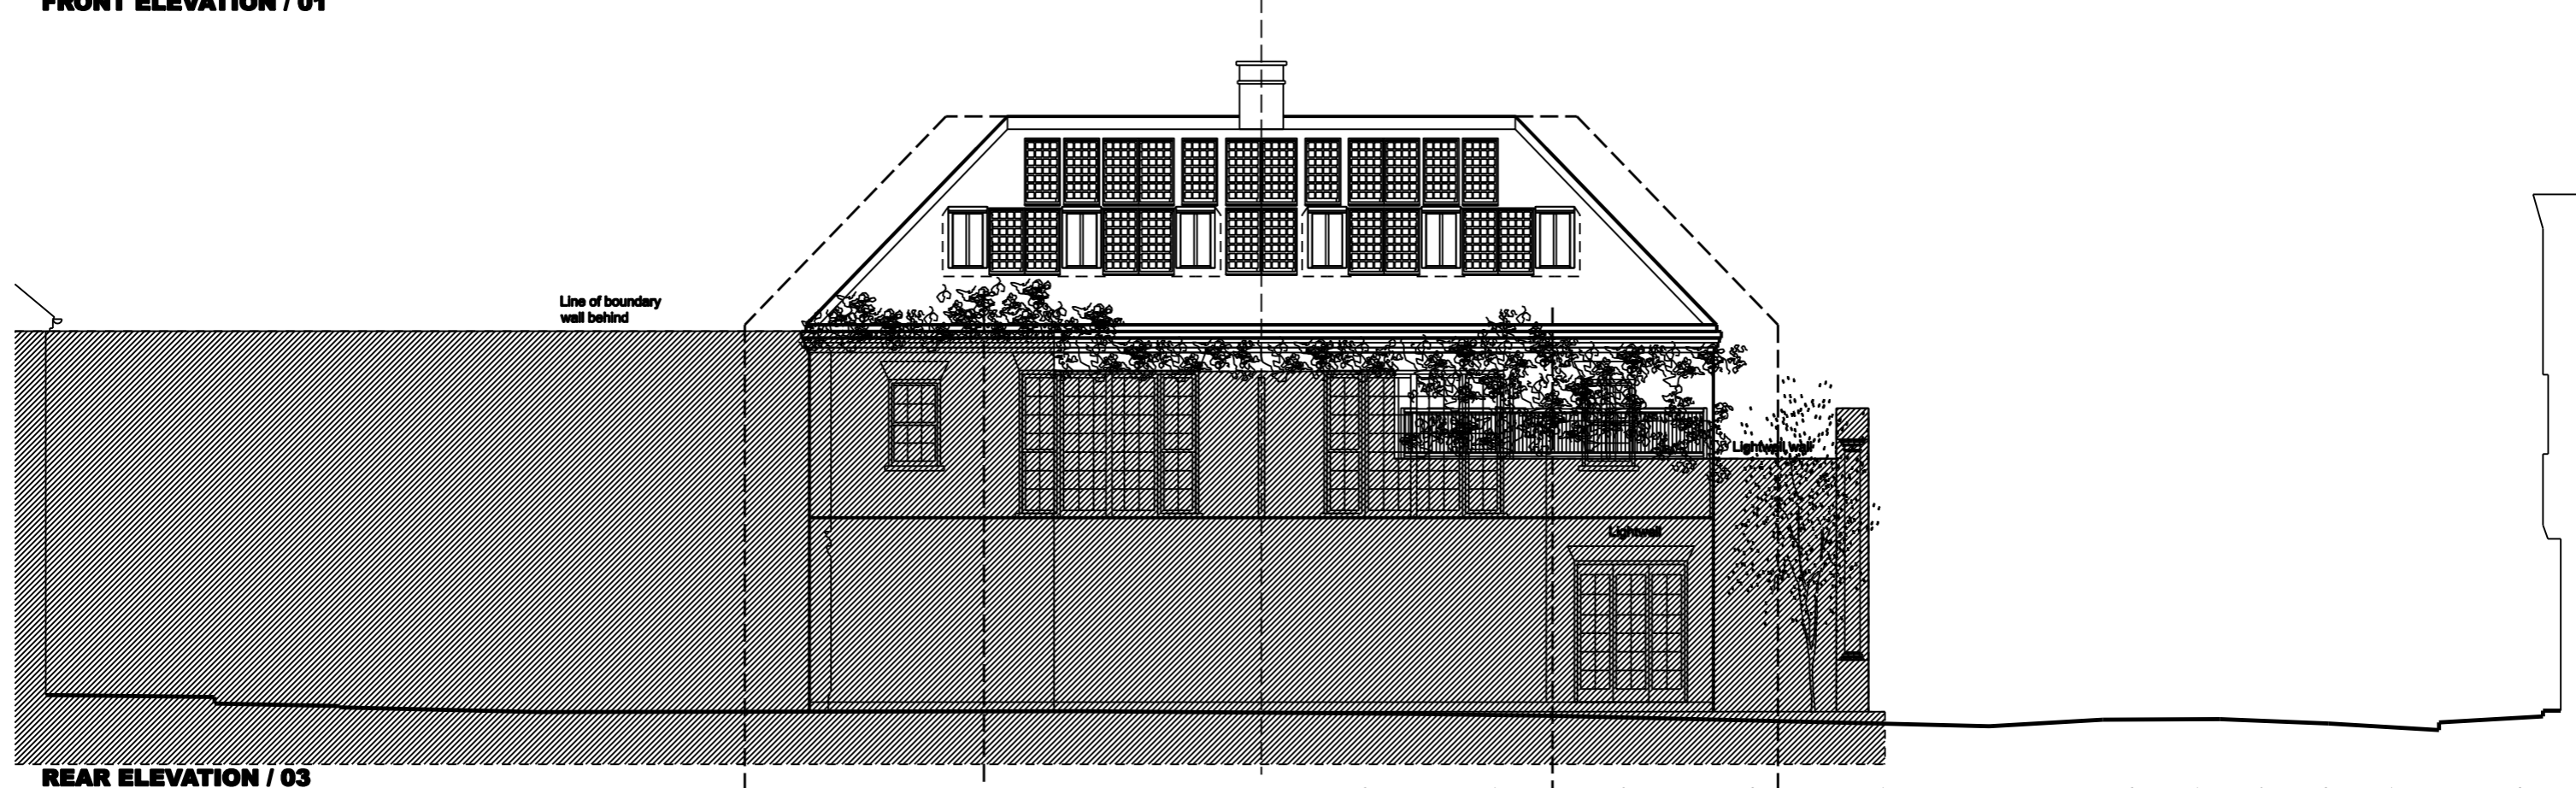 FRONT ELEVATION / 01
Line of boundary
wall behind
Lightwell wall
Lightwell
REAR ELEVATION / 03